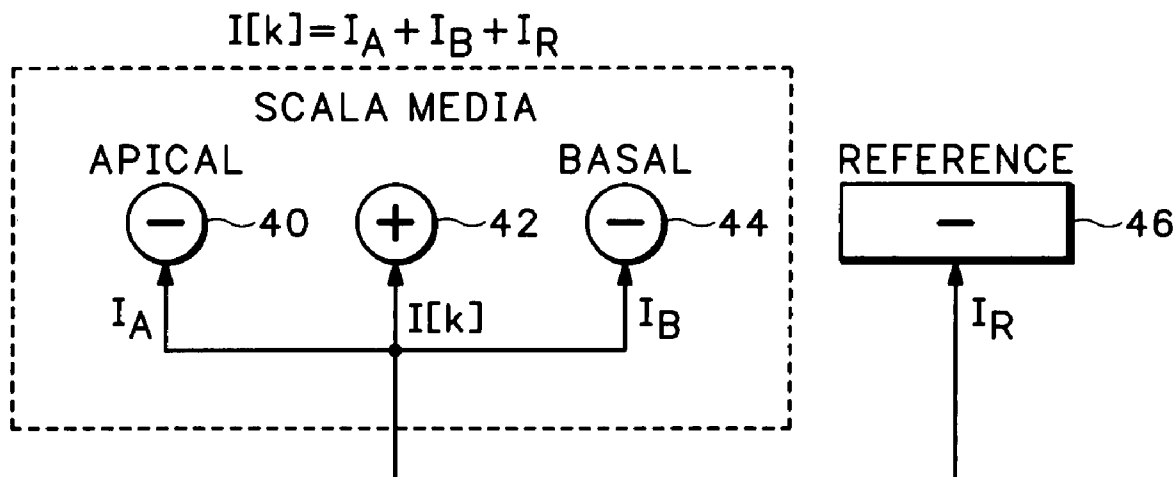 I[k]=I_A+I_B+I_R
SCALA MEDIA
APICAL BASAL REFERENCE
− 40 + 42 − 44 − 46
I_A I[k] I_B I_R